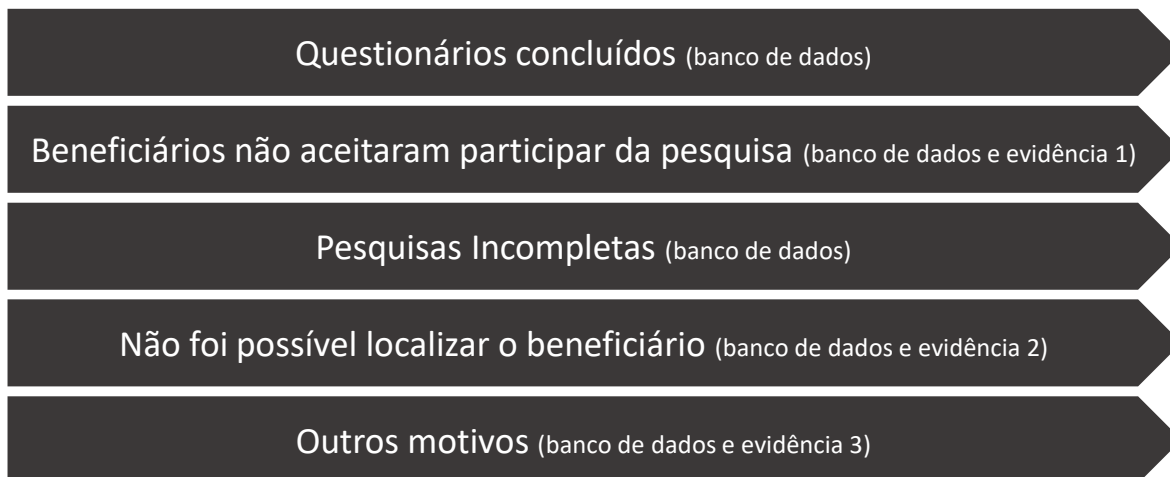 Questionários concluídos (banco de dados)
Beneficiários não aceitaram participar da pesquisa (banco de dados e evidência 1)
Pesquisas Incompletas (banco de dados)
Não foi possível localizar o beneficiário (banco de dados e evidência 2)
Outros motivos (banco de dados e evidência 3)